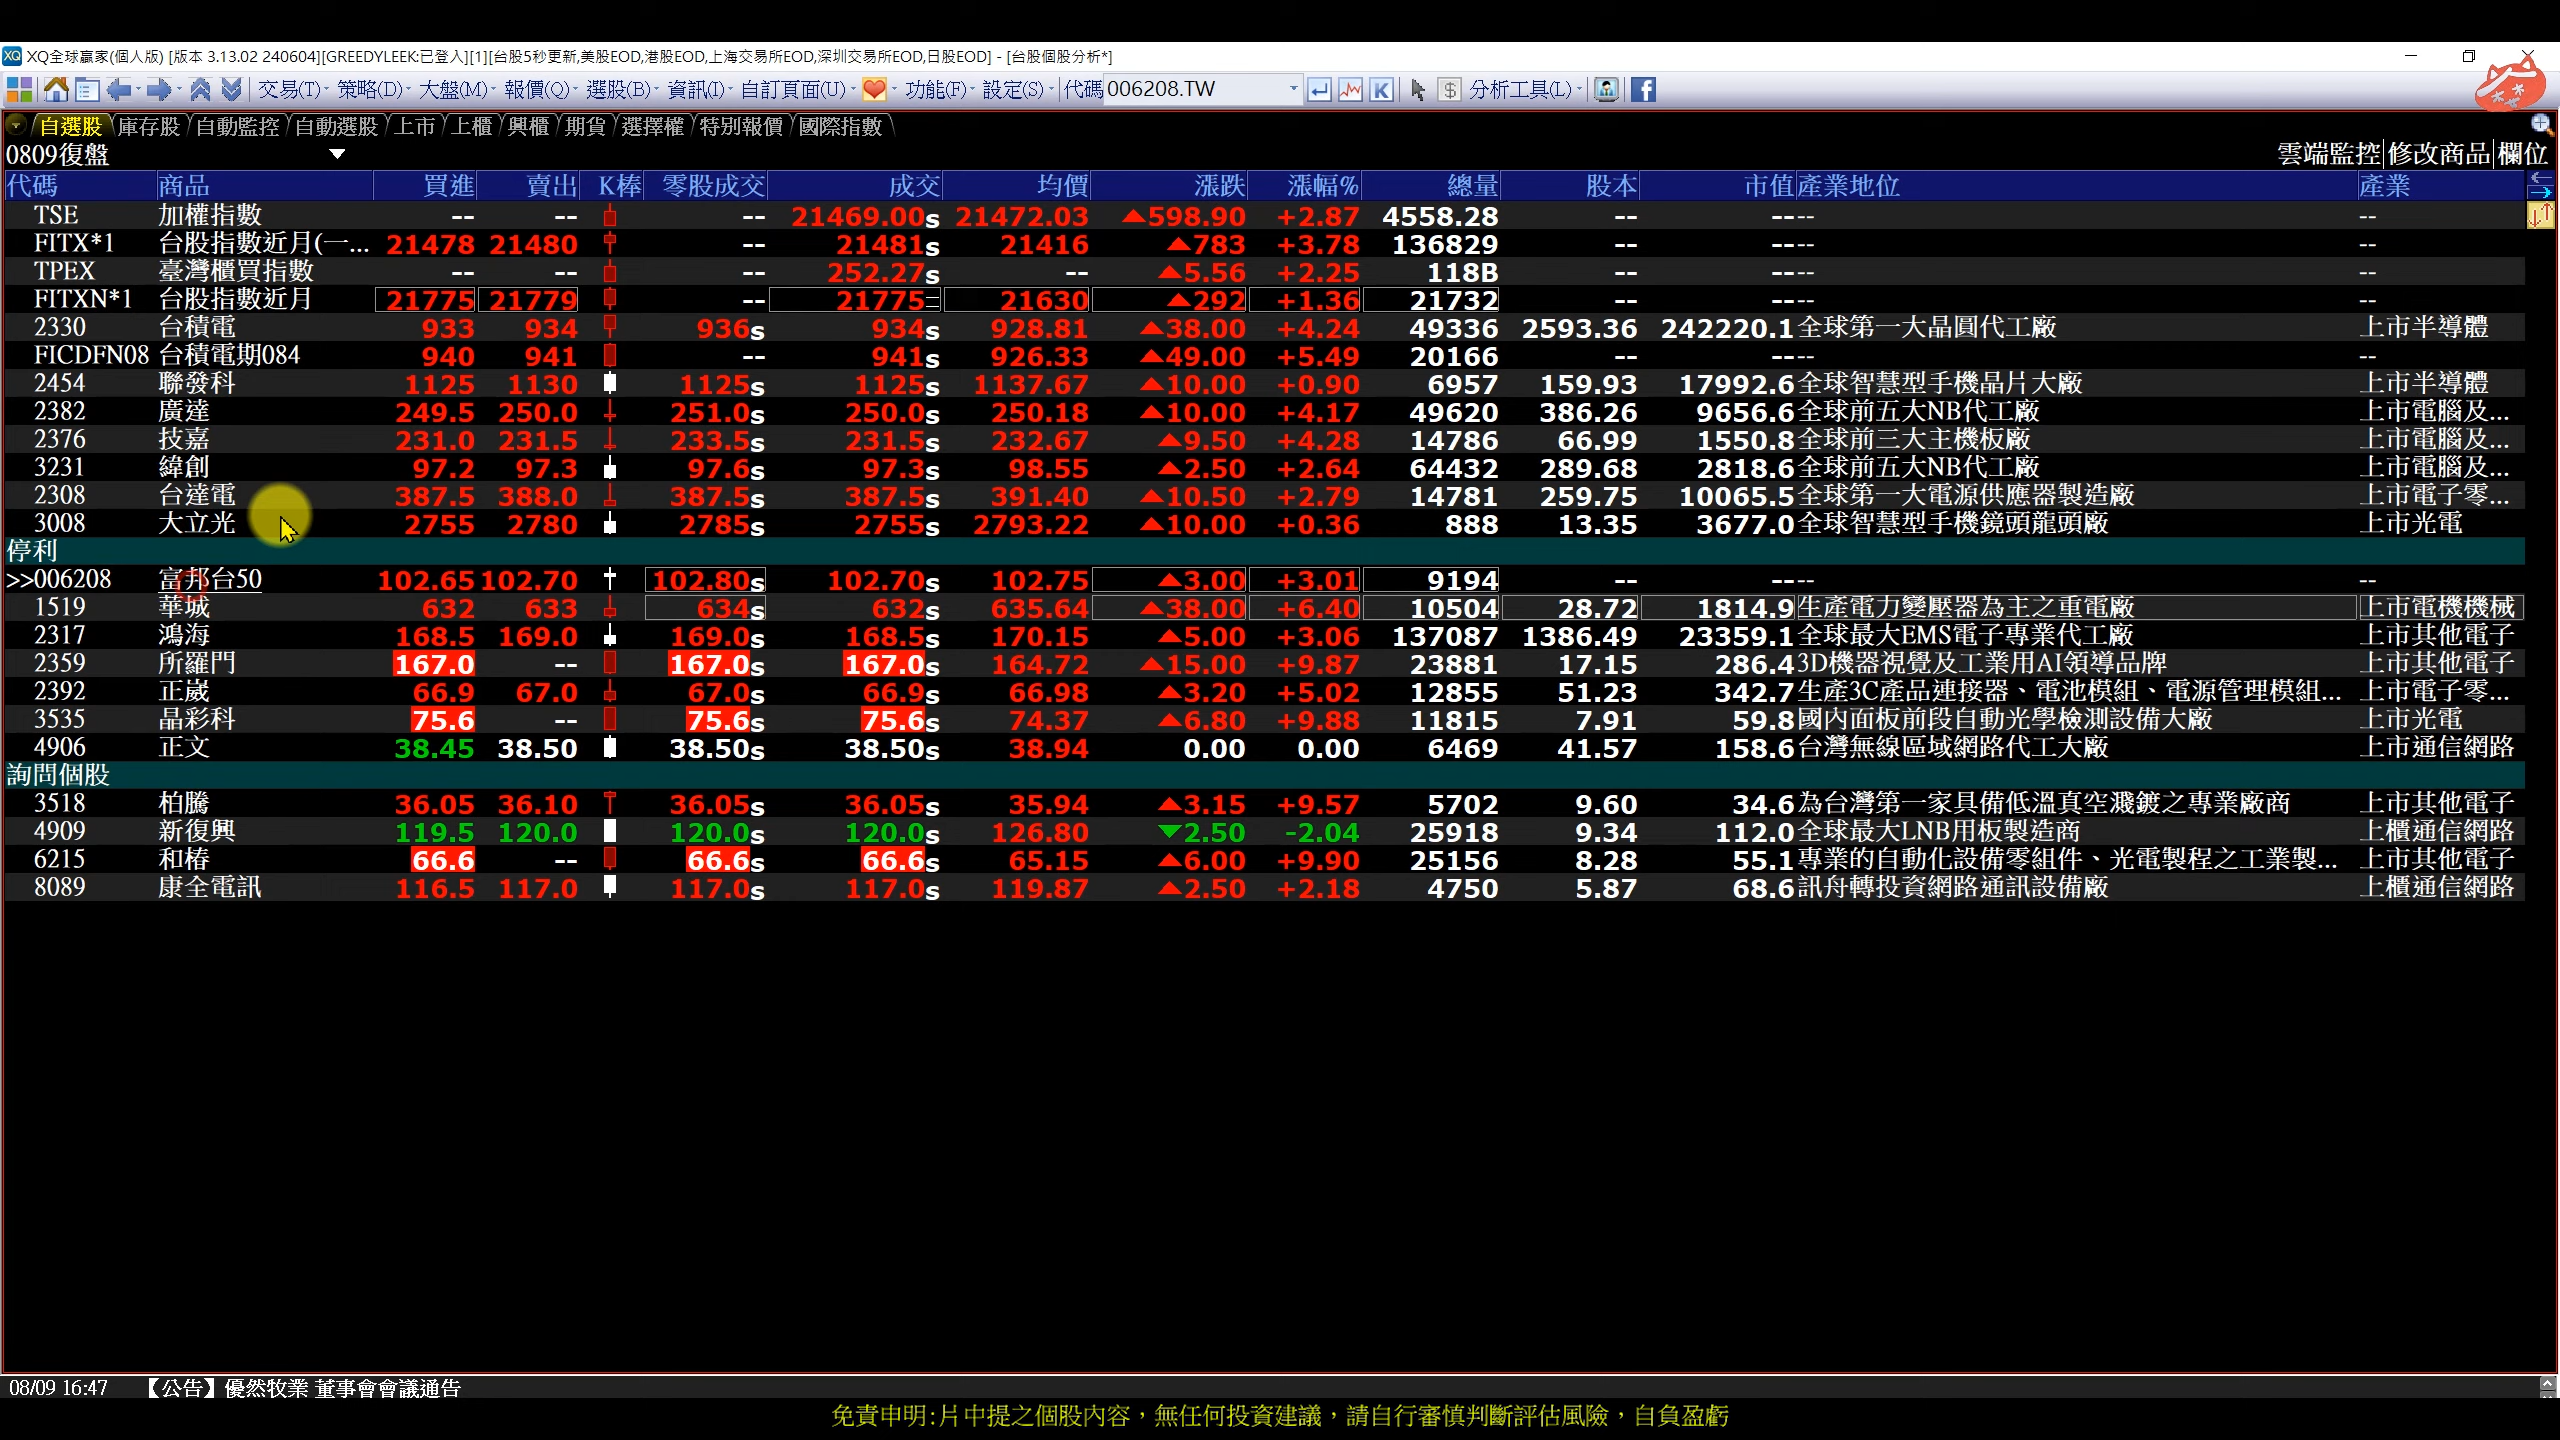 XQ全球贏家(個人版) [版本 3.13.02 240604][GREEDYLEEK:已登入][1][台股5秒更新,美股EOD,港股EOD,上海交易所EOD,深圳交易所EOD,日股EOD] - [台股個股分析*]
交易(T) 策略(D) 大盤(M) 報價(Q) 選股(B) 資訊(I) 自訂頁面(U) 功能(F) 設定(S) 代碼 006208.TW K $ 分析工具(L) f
自選股 庫存股 自動監控 自動選股 上市 上櫃 興櫃 期貨 選擇權 特別報價 國際指數
0809復盤 雲端監控 修改商品 欄位
代碼 商品 買進 賣出 K棒 零股成交 成交 均價 漲跌 漲幅% 總量 股本 市值 產業地位 產業
TSE 加權指數 -- -- -- 21469.00s 21472.03 ▲598.90 +2.87 4558.28 -- -- -- --
FITX*1 台股指數近月(一... 21478 21480 -- 21481s 21416 ▲783 +3.78 136829 -- -- -- --
TPEX 臺灣櫃買指數 -- -- -- 252.27s -- ▲5.56 +2.25 118B -- -- -- --
FITXN*1 台股指數近月 21775 21779 -- 21775= 21630 ▲292 +1.36 21732 -- -- -- --
2330 台積電 933 934 936s 934s 928.81 ▲38.00 +4.24 49336 2593.36 242220.1 全球第一大晶圓代工廠 上市半導體
FICDFN08 台積電期084 940 941 -- 941s 926.33 ▲49.00 +5.49 20166 -- -- -- --
2454 聯發科 1125 1130 1125s 1125s 1137.67 ▲10.00 +0.90 6957 159.93 17992.6 全球智慧型手機晶片大廠 上市半導體
2382 廣達 249.5 250.0 251.0s 250.0s 250.18 ▲10.00 +4.17 49620 386.26 9656.6 全球前五大NB代工廠 上市電腦及...
2376 技嘉 231.0 231.5 233.5s 231.5s 232.67 ▲9.50 +4.28 14786 66.99 1550.8 全球前三大主機板廠 上市電腦及...
3231 緯創 97.2 97.3 97.6s 97.3s 98.55 ▲2.50 +2.64 64432 289.68 2818.6 全球前五大NB代工廠 上市電腦及...
2308 台達電 387.5 388.0 387.5s 387.5s 391.40 ▲10.50 +2.79 14781 259.75 10065.5 全球第一大電源供應器製造廠 上市電子零...
3008 大立光 2755 2780 2785s 2755s 2793.22 ▲10.00 +0.36 888 13.35 3677.0 全球智慧型手機鏡頭龍頭廠 上市光電
停利
>>006208 富邦台50 102.65 102.70 102.80s 102.70s 102.75 ▲3.00 +3.01 9194 -- -- -- --
1519 華城 632 633 634s 632s 635.64 ▲38.00 +6.40 10504 28.72 1814.9 生產電力變壓器為主之重電廠 上市電機機械
2317 鴻海 168.5 169.0 169.0s 168.5s 170.15 ▲5.00 +3.06 137087 1386.49 23359.1 全球最大EMS電子專業代工廠 上市其他電子
2359 所羅門 167.0 -- 167.0s 167.0s 164.72 ▲15.00 +9.87 23881 17.15 286.4 3D機器視覺及工業用AI領導品牌 上市其他電子
2392 正崴 66.9 67.0 67.0s 66.9s 66.98 ▲3.20 +5.02 12855 51.23 342.7 生產3C產品連接器、電池模組、電源管理模組... 上市電子零...
3535 晶彩科 75.6 -- 75.6s 75.6s 74.37 ▲6.80 +9.88 11815 7.91 59.8 國內面板前段自動光學檢測設備大廠 上市光電
4906 正文 38.45 38.50 38.50s 38.50s 38.94 0.00 0.00 6469 41.57 158.6 台灣無線區域網路代工大廠 上市通信網路
詢問個股
3518 柏騰 36.05 36.10 36.05s 36.05s 35.94 ▲3.15 +9.57 5702 9.60 34.6 為台灣第一家具備低溫真空濺鍍之專業廠商 上市其他電子
4909 新復興 119.5 120.0 120.0s 120.0s 126.80 ▼2.50 -2.04 25918 9.34 112.0 全球最大LNB用板製造商 上櫃通信網路
6215 和椿 66.6 -- 66.6s 66.6s 65.15 ▲6.00 +9.90 25156 8.28 55.1 專業的自動化設備零組件、光電製程之工業製... 上市其他電子
8089 康全電訊 116.5 117.0 117.0s 117.0s 119.87 ▲2.50 +2.18 4750 5.87 68.6 訊舟轉投資網路通訊設備廠 上櫃通信網路
08/09 16:47 【公告】優然牧業 董事會會議通告
免責申明:片中提之個股內容，無任何投資建議，請自行審慎判斷評估風險，自負盈虧